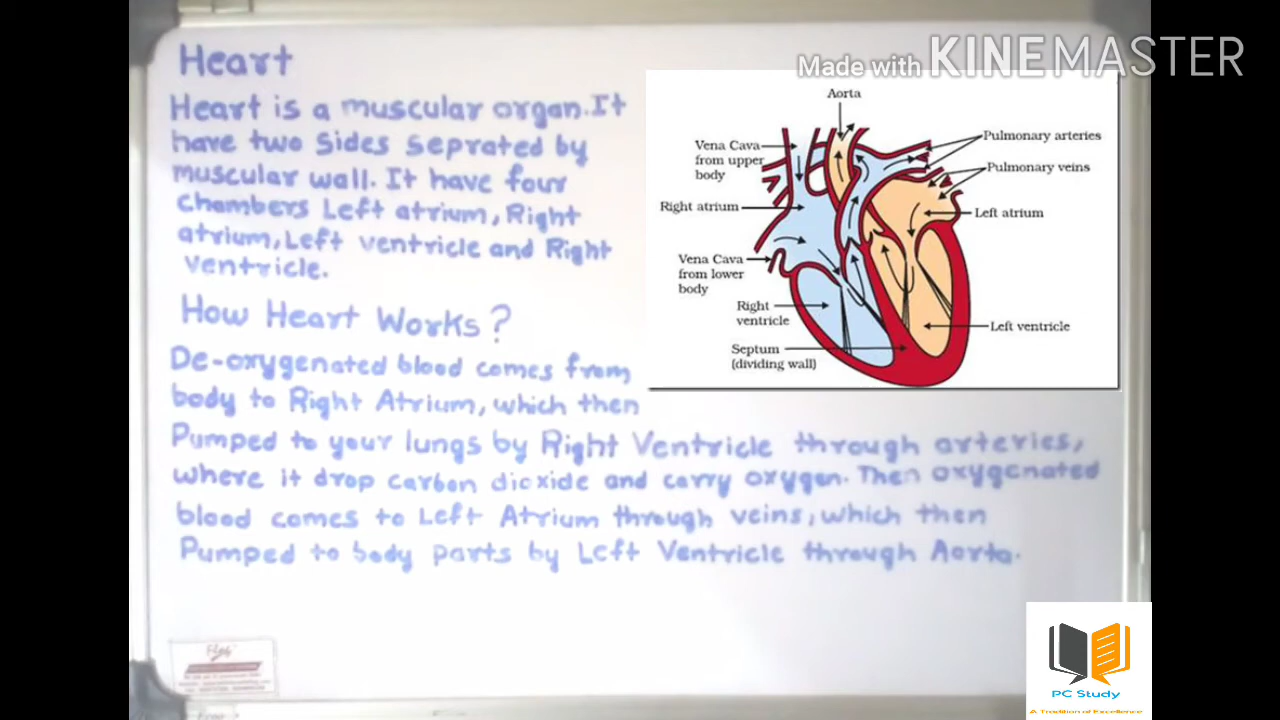 Made with KINEMASTER
Heart
Heart is a muscular organ. It
have two sides seprated by
muscular wall. It have four
chambers Left atrium, Right
atrium, Left ventricle and Right
ventricle.
Aorta
Vena Cava
from upper
body
Right atrium
Vena Cava
from lower
body
Right
ventricle
Septum
(dividing wall)
Pulmonary arteries
Pulmonary veins
Left atrium
Left ventricle
How Heart Works?
De-oxygenated blood comes from
body to Right Atrium, which then
Pumped to your lungs by Right Ventricle through arteries,
where it drop carbon dioxide and carry oxygen. Then oxygenated
blood comes to Left Atrium through veins, which then
Pumped to body parts by Left Ventricle through Aorta.
PC Study
A Tradition of Excellence